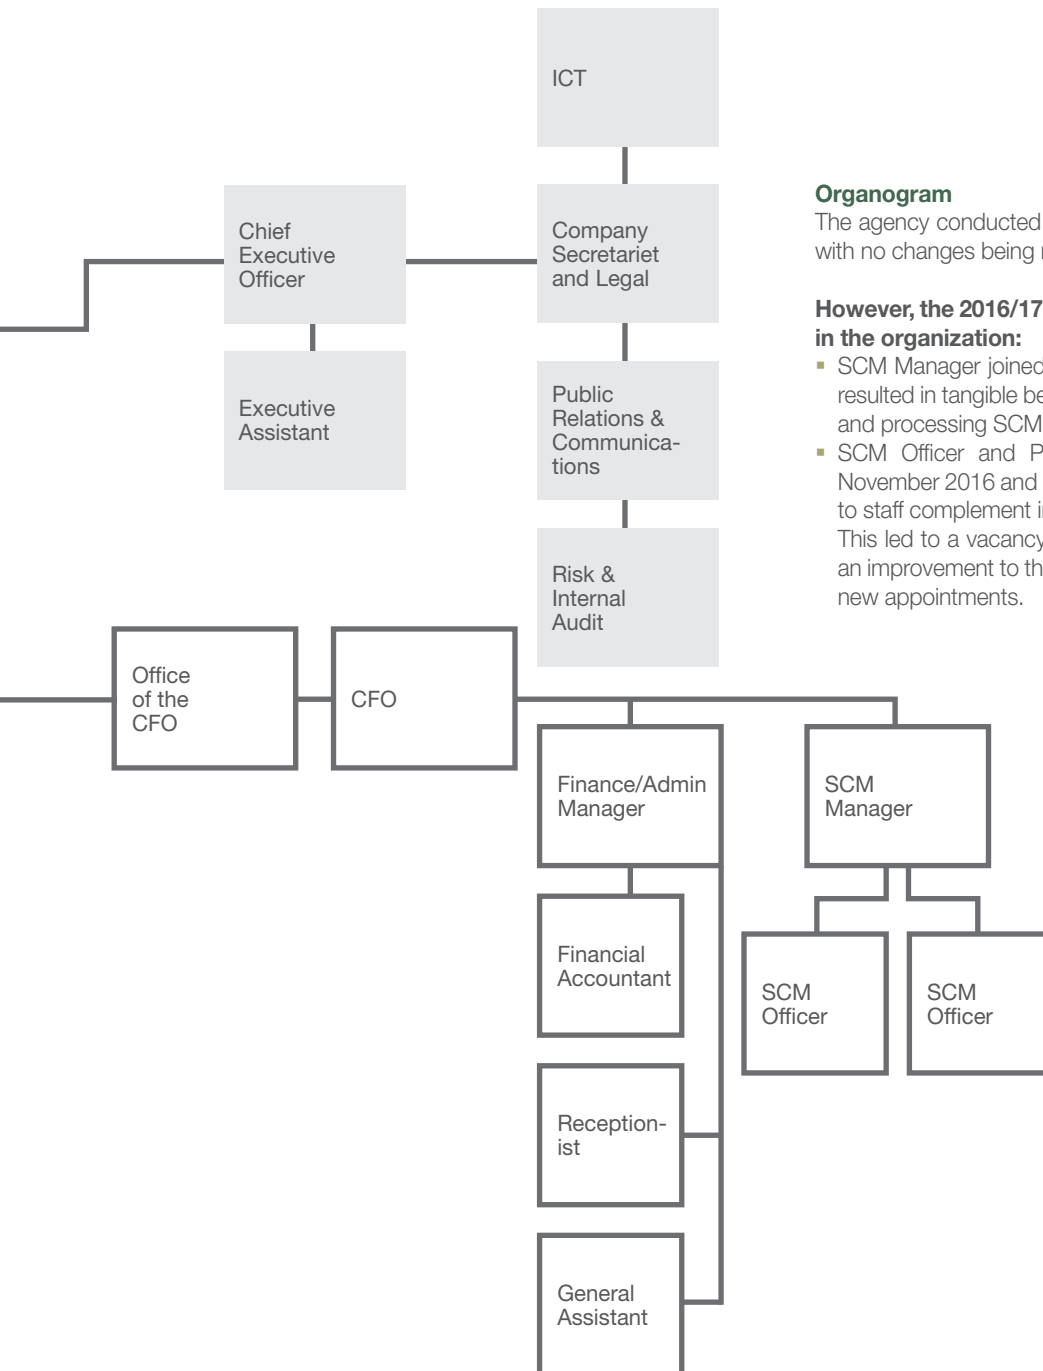 ICT
Chief
Executive
Officer
Company
Secretariet
and Legal
Executive
Assistant
Public
Relations &
Communica-
tions
Risk &
Internal
Audit
Organogram
The agency conducted
with no changes being
However, the 2016/17
in the organization:
▪ SCM Manager joined
resulted in tangible
and processing SCM
▪ SCM Officer and
November 2016 and
to staff complement
This led to a vacancy
an improvement to
new appointments.
Office
of the
CFO
CFO
Finance/Admin
Manager
SCM
Manager
Financial
Accountant
SCM
Officer
SCM
Officer
Reception-
ist
General
Assistant